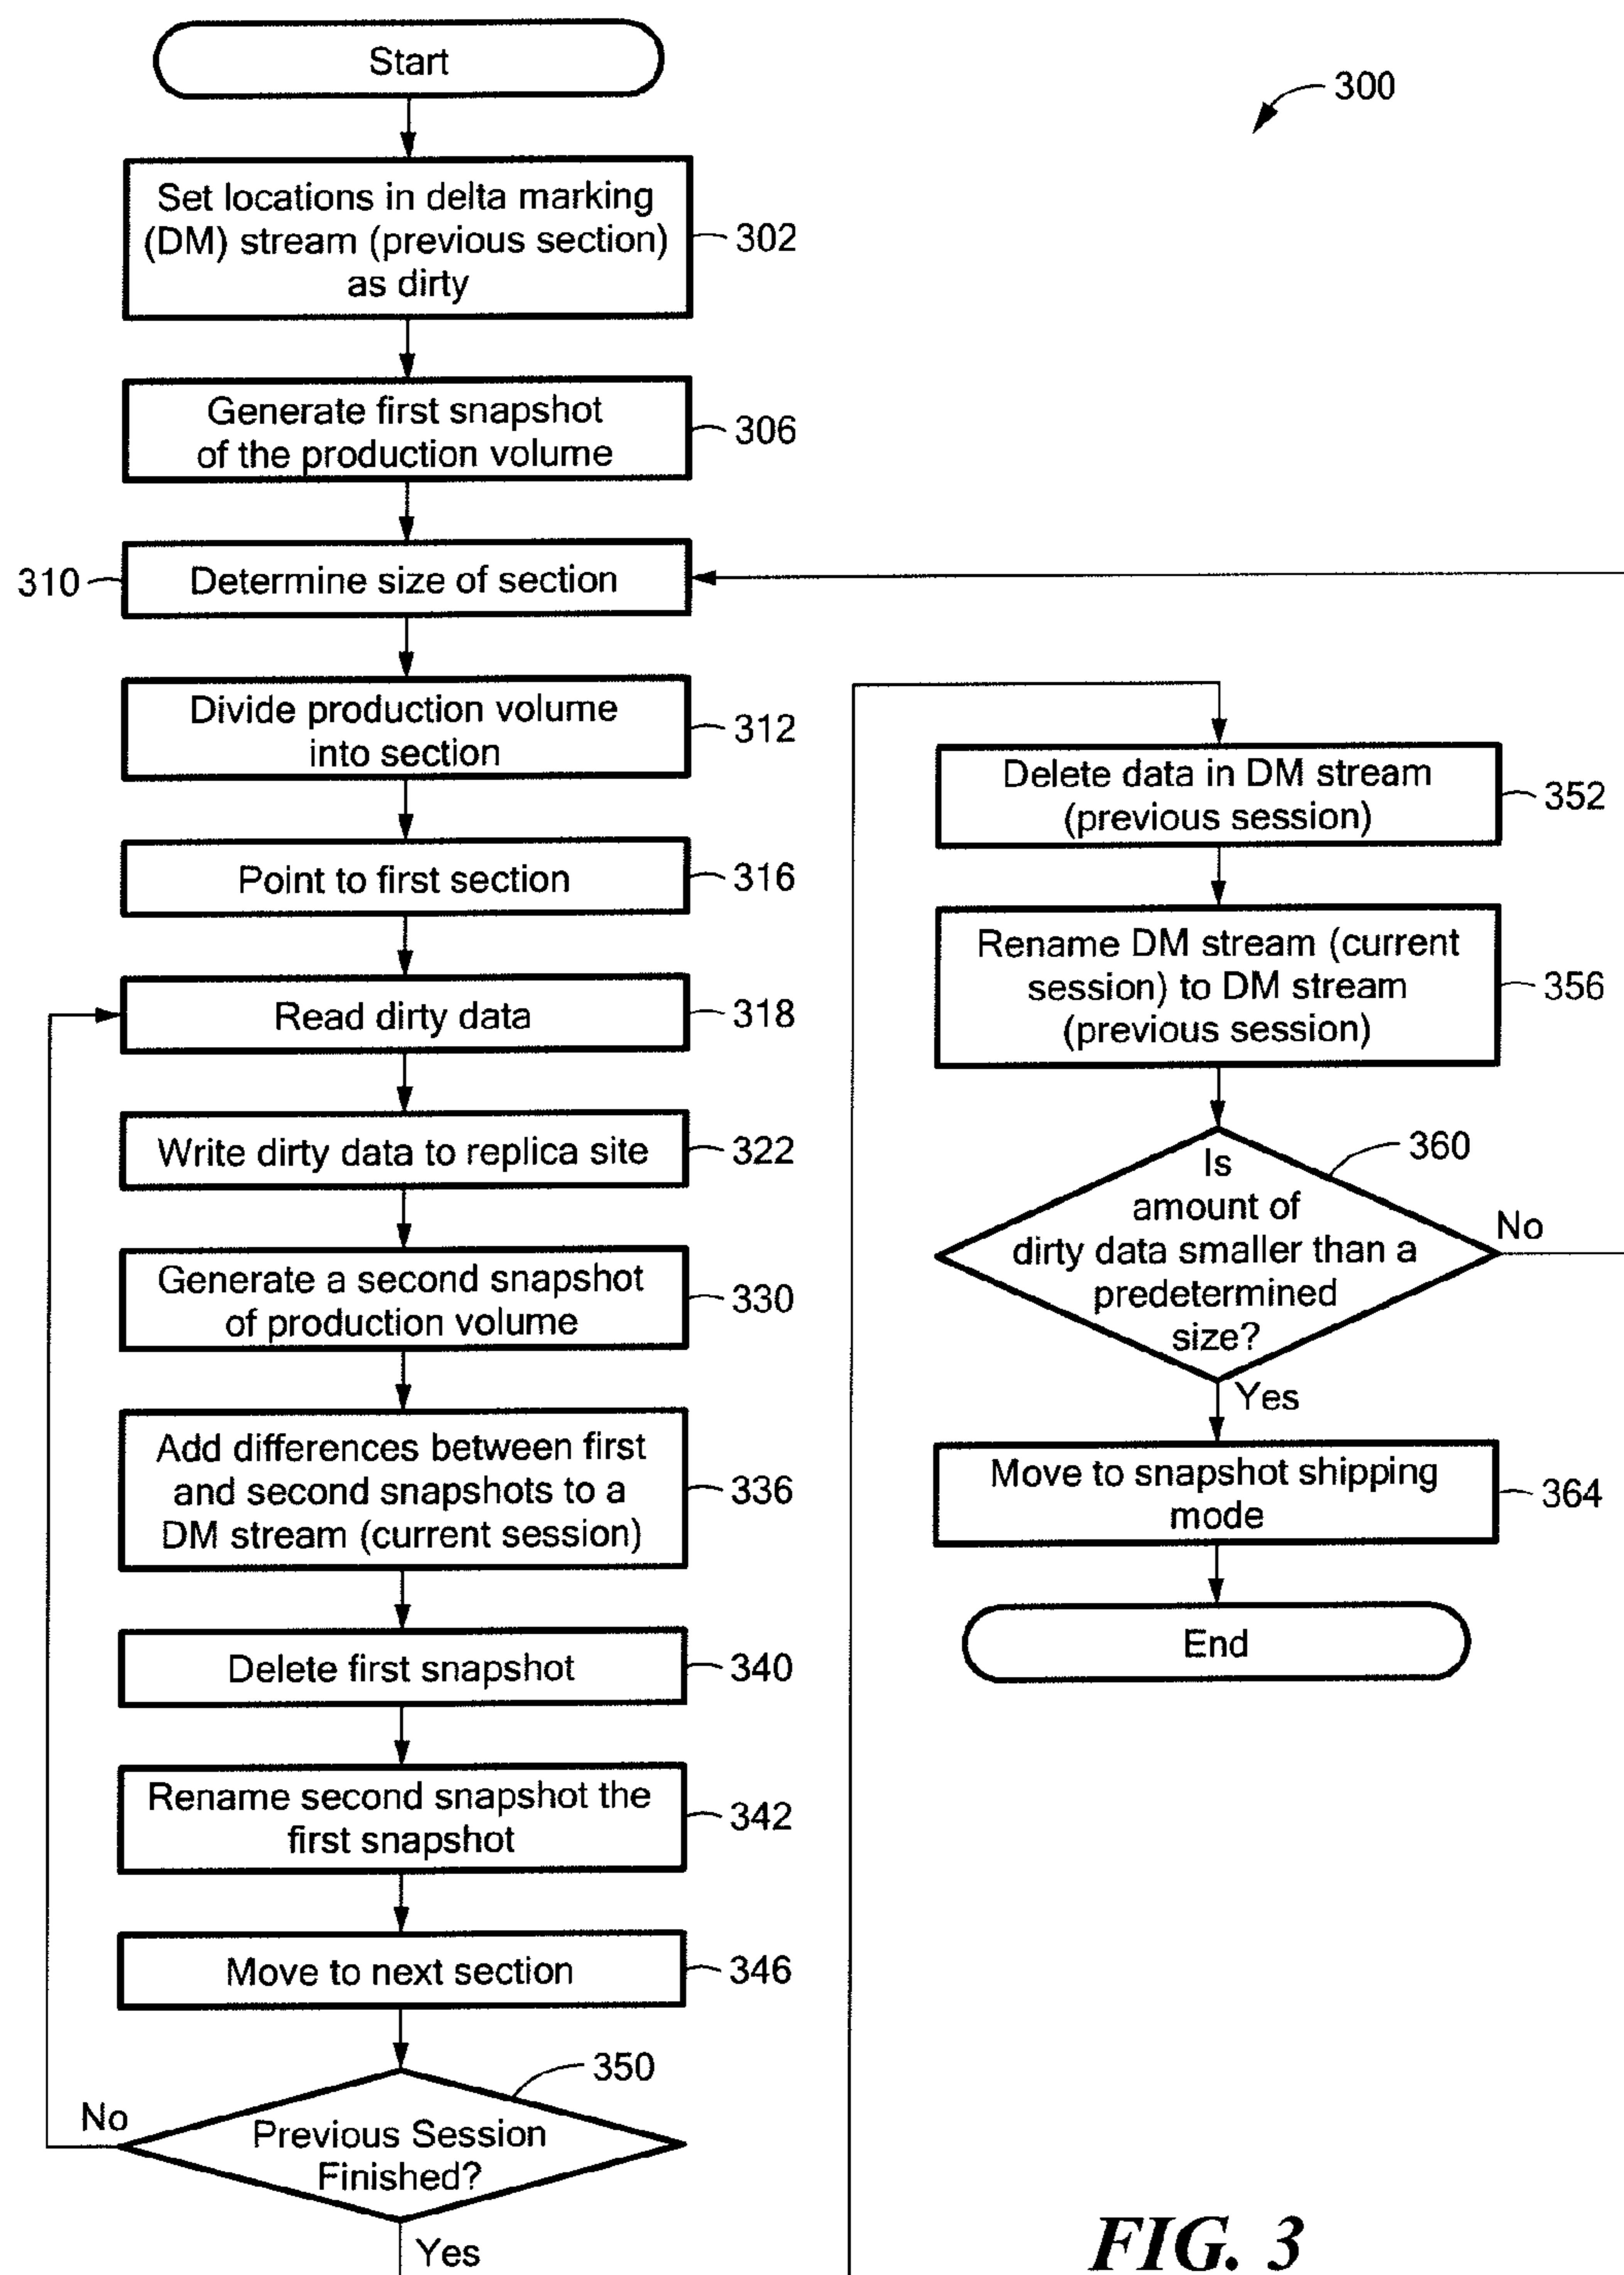 Start
300
Set locations in delta marking
(DM) stream (previous section)
as dirty
302
Generate first snapshot
of the production volume
306
310
Determine size of section
Divide production volume
into section
312
Point to first section
316
Read dirty data
318
Write dirty data to replica site
322
Generate a second snapshot
of production volume
330
Add differences between first
and second snapshots to a
DM stream (current session)
336
Delete first snapshot
340
Rename second snapshot the
first snapshot
342
Move to next section
346
350
No
Previous Session
Finished?
Yes
Delete data in DM stream
(previous session)
352
Rename DM stream (current
session) to DM stream
(previous session)
356
360
Is
amount of
dirty data smaller than a
predetermined
size?
No
Yes
Move to snapshot shipping
mode
364
End
FIG. 3